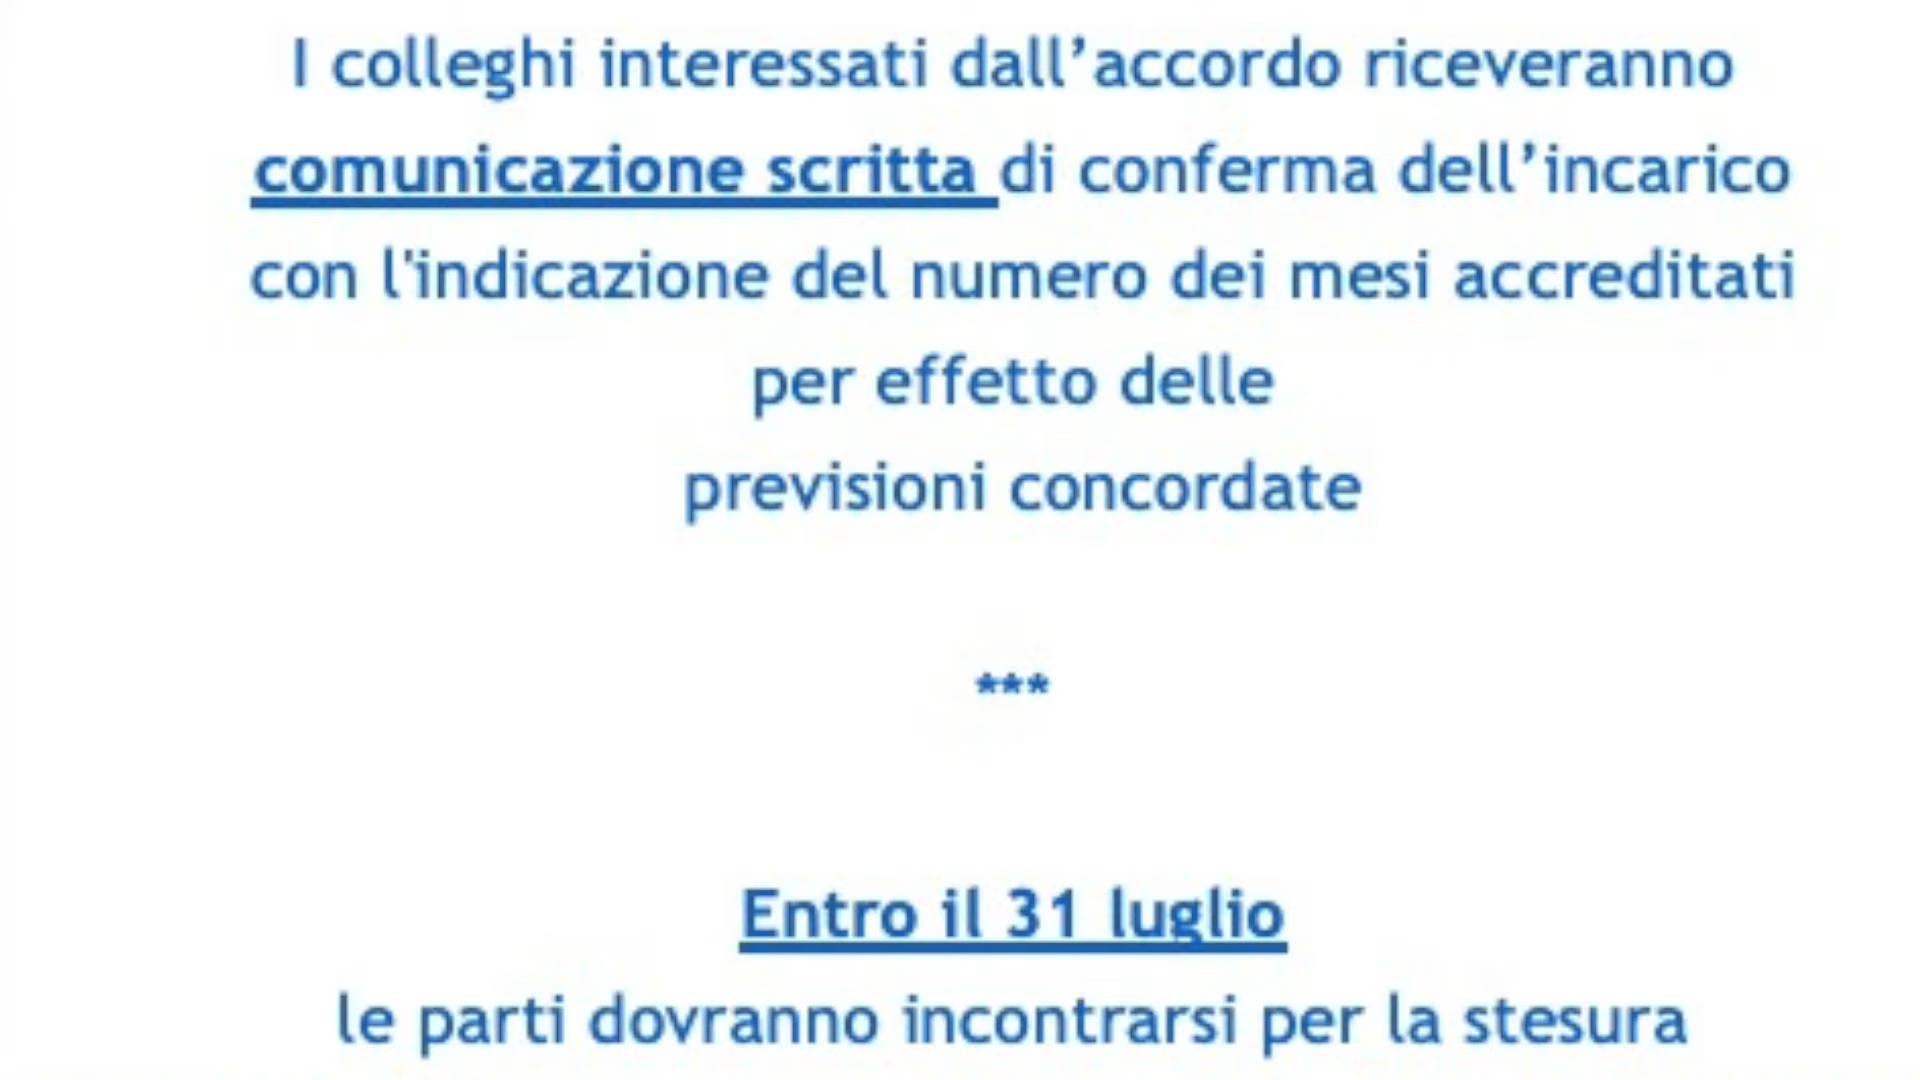 I colleghi interessati dall’accordo riceveranno
comunicazione scritta di conferma dell’incarico
con l'indicazione del numero dei mesi accreditati
per effetto delle
previsioni concordate
***
Entro il 31 luglio
le parti dovranno incontrarsi per la stesura